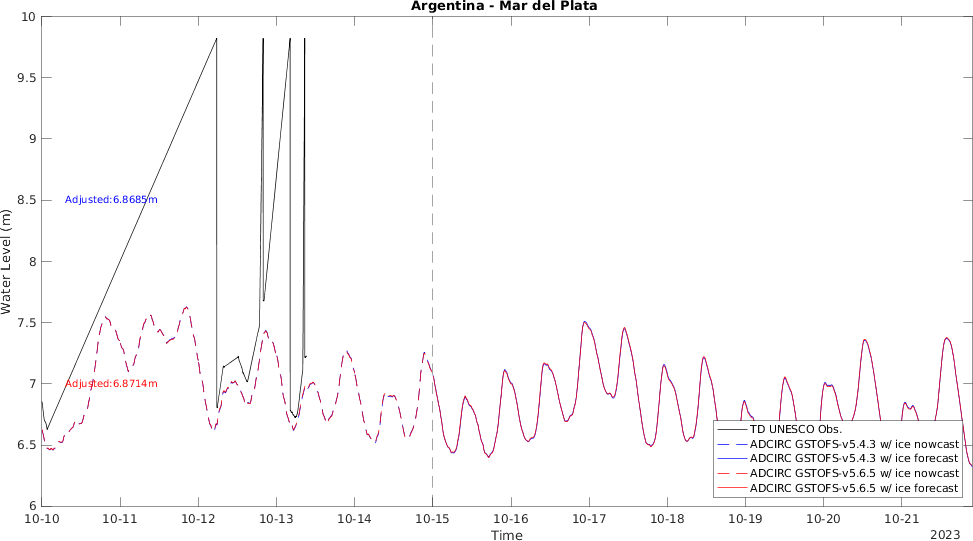 Argentina - Mar del Plata
10
9.5
9
8.5
8
7.5
7
6.5
6
Water Level (m)
Adjusted:6.8685m
Adjusted:6.8714m
TD UNESCO Obs.
ADCIRC GSTOFS-v5.4.3 w/ ice nowcast
ADCIRC GSTOFS-v5.4.3 w/ ice forecast
ADCIRC GSTOFS-v5.6.5 w/ ice nowcast
ADCIRC GSTOFS-v5.6.5 w/ ice forecast
10-10 10-11 10-12 10-13 10-14 10-15 10-16 10-17 10-18 10-19 10-20 10-21
Time
2023